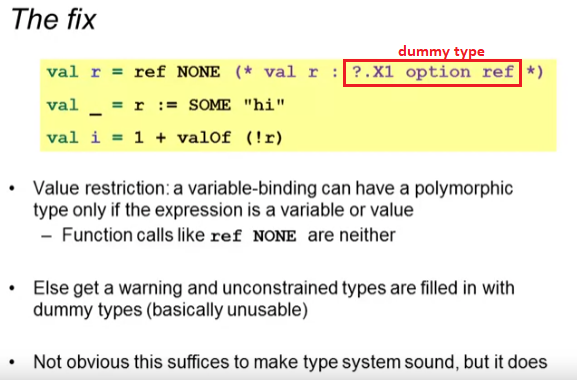 The fix
dummy type
val r = ref NONE (* val r : ?.X1 option ref *)
val _ = r := SOME "hi"
val i = 1 + valOf (!r)
• Value restriction: a variable-binding can have a polymorphic
type only if the expression is a variable or value
– Function calls like ref NONE are neither
• Else get a warning and unconstrained types are filled in with
dummy types (basically unusable)
• Not obvious this suffices to make type system sound, but it does